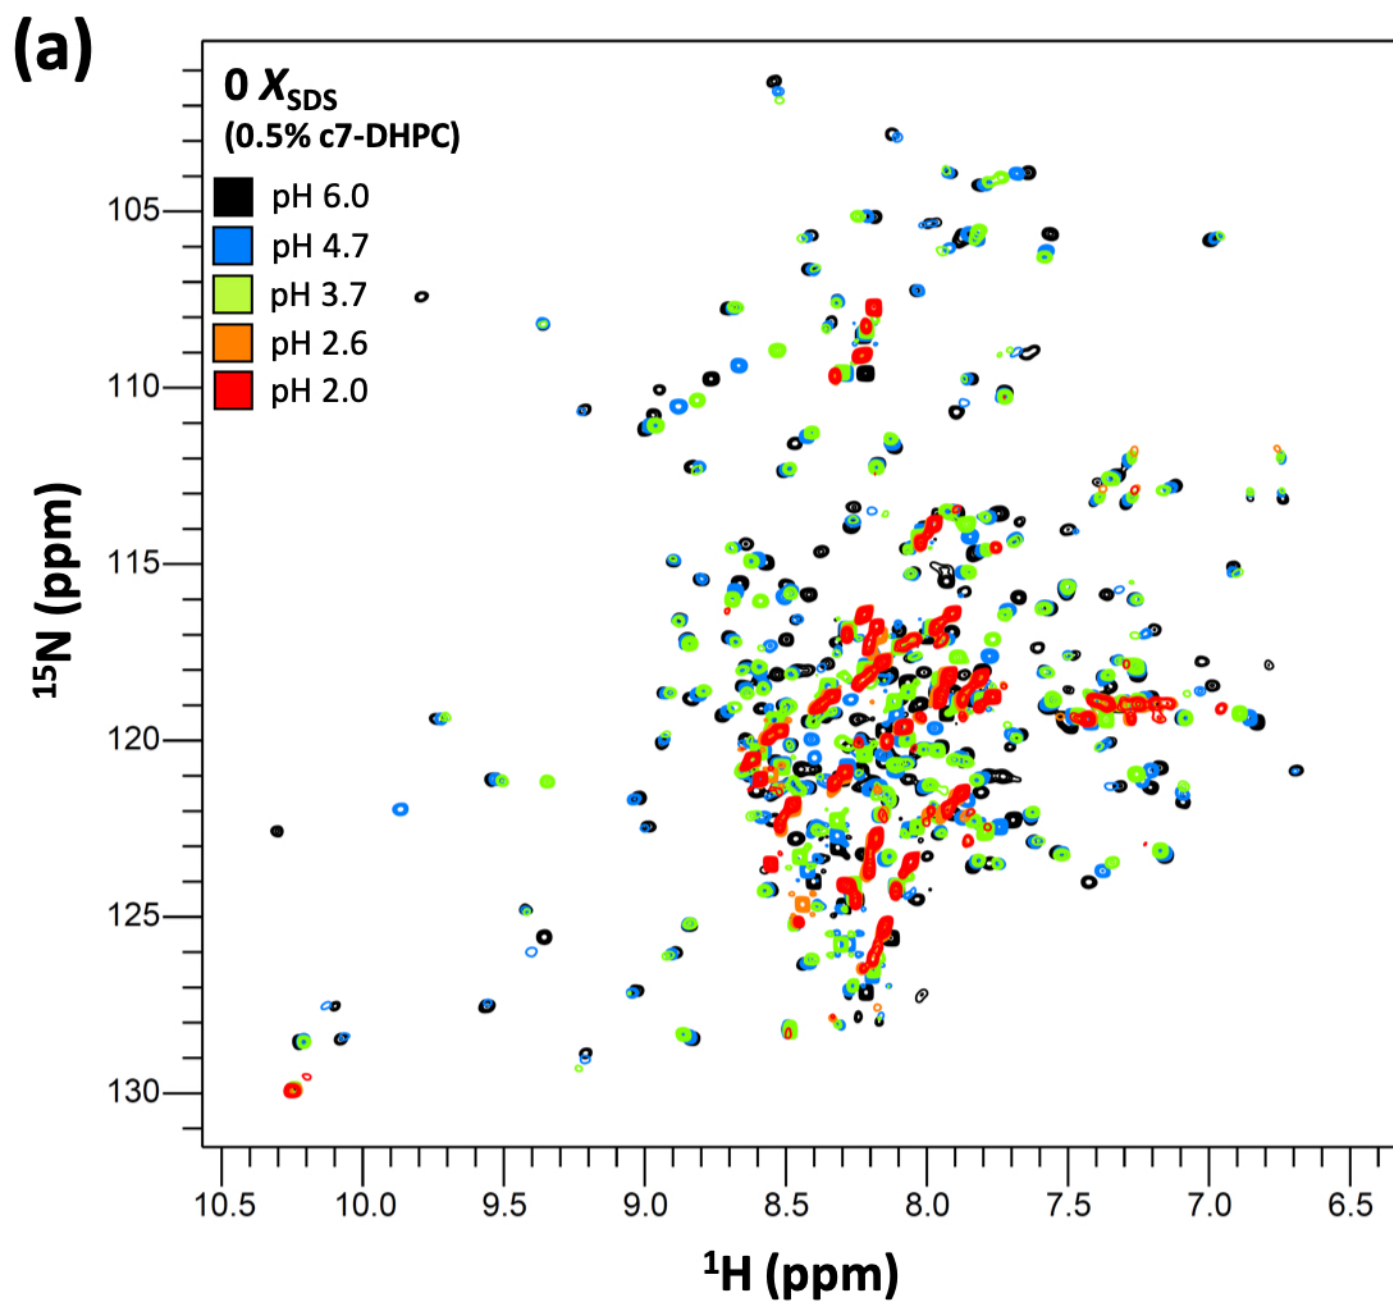 (a)
0 X_SDS
(0.5% c7-DHPC)
pH 6.0
pH 4.7
pH 3.7
pH 2.6
pH 2.0
105
110
115
120
125
130
¹⁵N (ppm)
10.5 10.0 9.5 9.0 8.5 8.0 7.5 7.0 6.5
¹H (ppm)